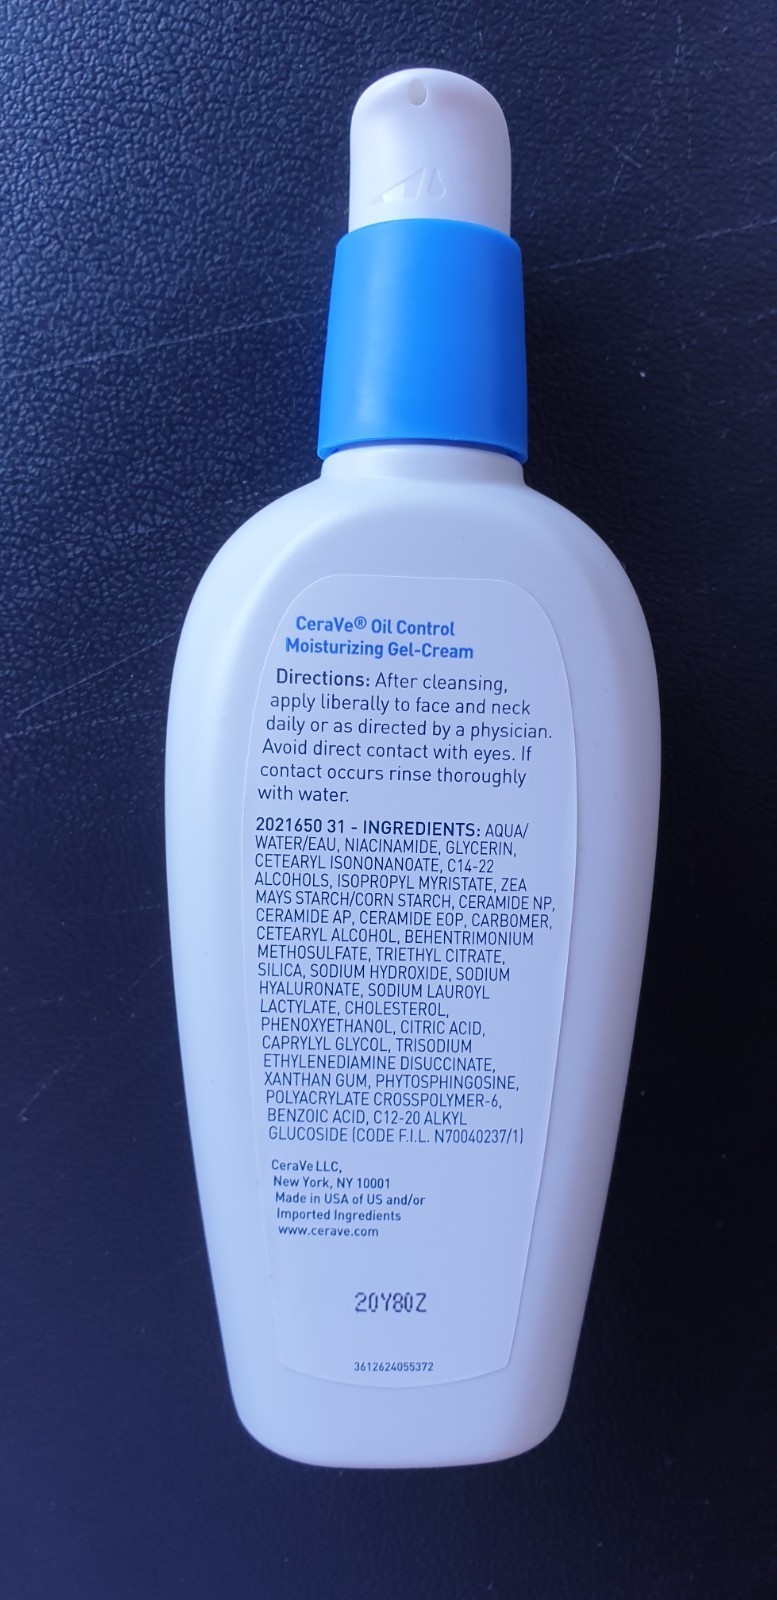 CeraVe® Oil Control
Moisturizing Gel-Cream
Directions: After cleansing,
apply liberally to face and neck
daily or as directed by a physician.
Avoid direct contact with eyes. If
contact occurs rinse thoroughly
with water.
2021650 31 - INGREDIENTS: AQUA/
WATER/EAU, NIACINAMIDE, GLYCERIN,
CETEARYL ISONONANOATE, C14-22
ALCOHOLS, ISOPROPYL MYRISTATE, ZEA
MAYS STARCH/CORN STARCH, CERAMIDE NP,
CERAMIDE AP, CERAMIDE EOP, CARBOMER,
CETEARYL ALCOHOL, BEHENTRIMONIUM
METHOSULFATE, TRIETHYL CITRATE,
SILICA, SODIUM HYDROXIDE, SODIUM
HYALURONATE, SODIUM LAUROYL
LACTYLATE, CHOLESTEROL,
PHENOXYETHANOL, CITRIC ACID,
CAPRYLYL GLYCOL, TRISODIUM
ETHYLENEDIAMINE DISUCCINATE,
XANTHAN GUM, PHYTOSPHINGOSINE,
POLYACRYLATE CROSSPOLYMER-6,
BENZOIC ACID, C12-20 ALKYL
GLUCOSIDE (CODE F.I.L. N70040237/1)
CeraVe LLC,
New York, NY 10001
Made in USA of US and/or
Imported Ingredients
www.cerave.com
20Y80Z
3612624055372